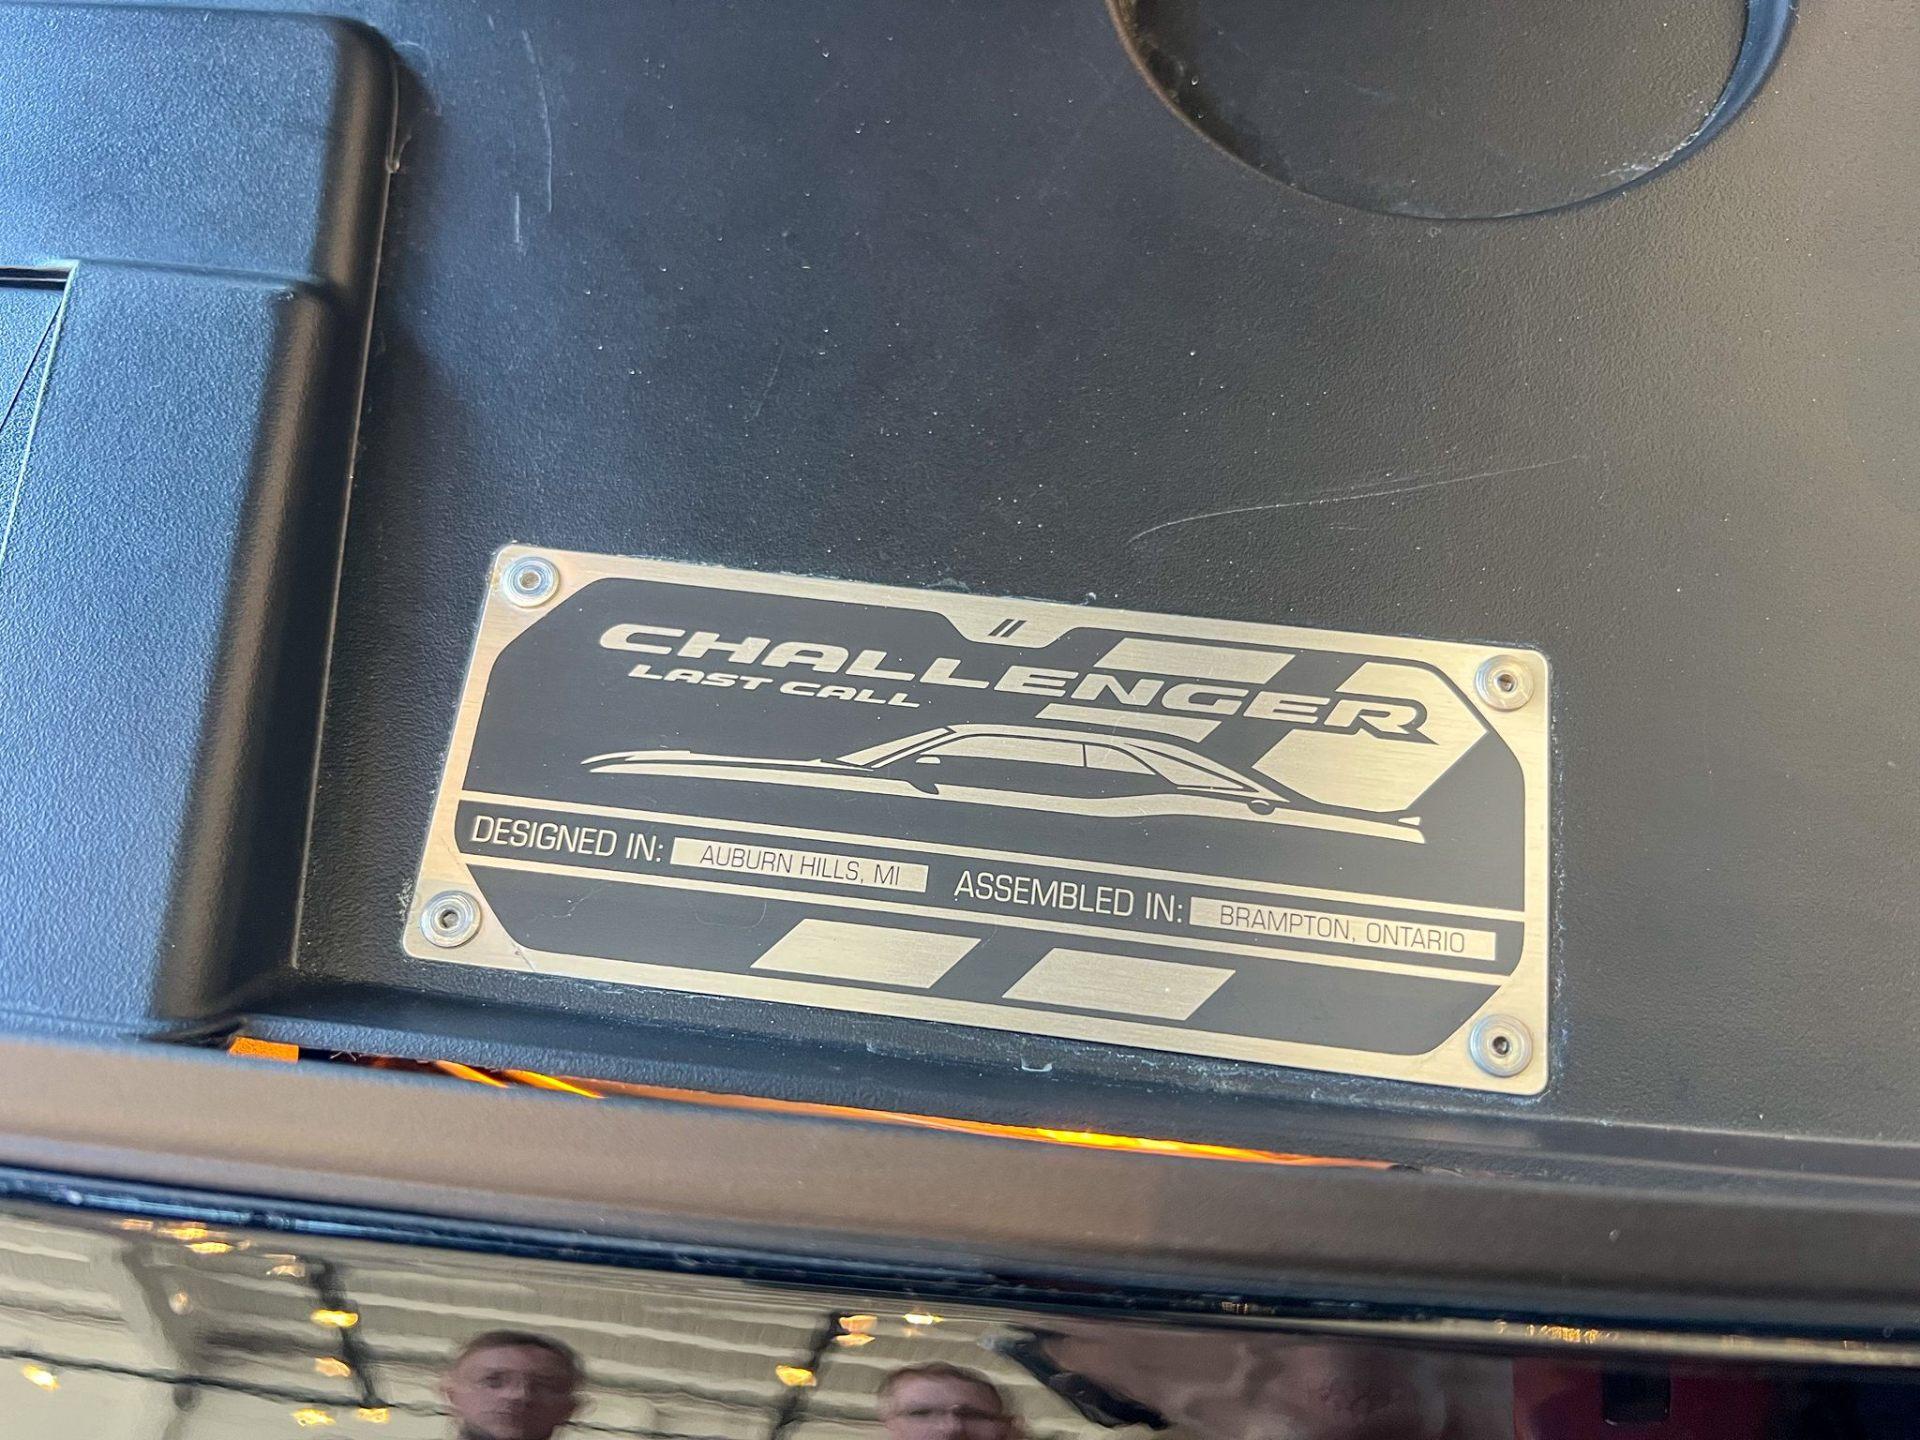 CHALLENGER
LAST CALL
DESIGNED IN: AUBURN HILLS, MI ASSEMBLED IN: BRAMPTON, ONTARIO